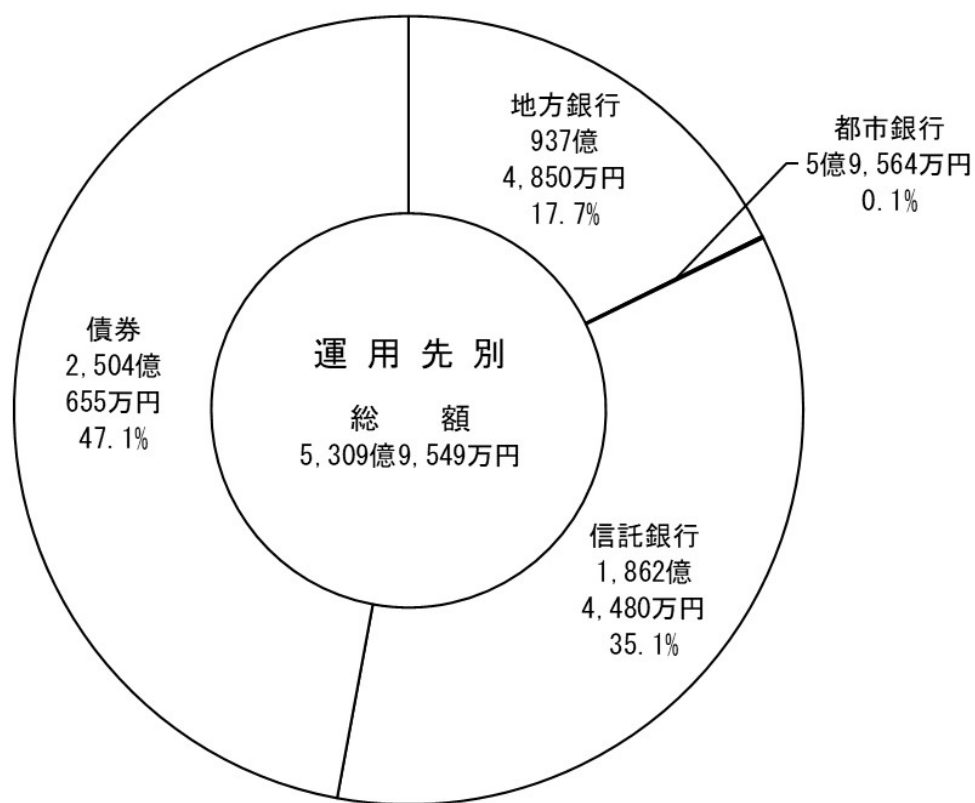 地方銀行
937億
4,850万円
17.7%
都市銀行
5億9,564万円
0.1%
債券
2,504億
655万円
47.1%
運用先別
総　額
5,309億9,549万円
信託銀行
1,862億
4,480万円
35.1%